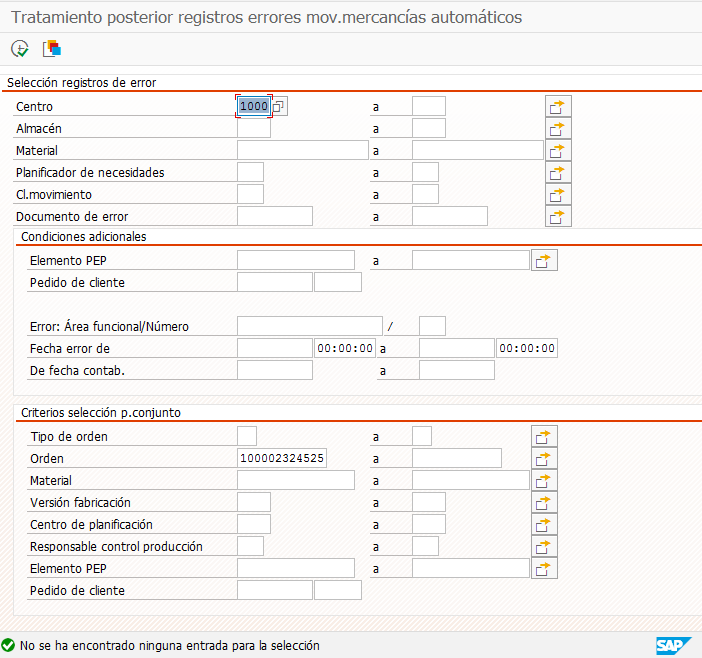 Tratamiento posterior registros errores mov.mercancías automáticos
Selección registros de error
Centro 1000 a
Almacén a
Material a
Planificador de necesidades a
Cl.movimiento a
Documento de error a
Condiciones adicionales
Elemento PEP a
Pedido de cliente
Error: Área funcional/Número /
Fecha error de 00:00:00 a 00:00:00
De fecha contab. a
Criterios selección p.conjunto
Tipo de orden a
Orden 100002324525 a
Material a
Versión fabricación a
Centro de planificación a
Responsable control producción a
Elemento PEP a
Pedido de cliente
No se ha encontrado ninguna entrada para la selección SAP